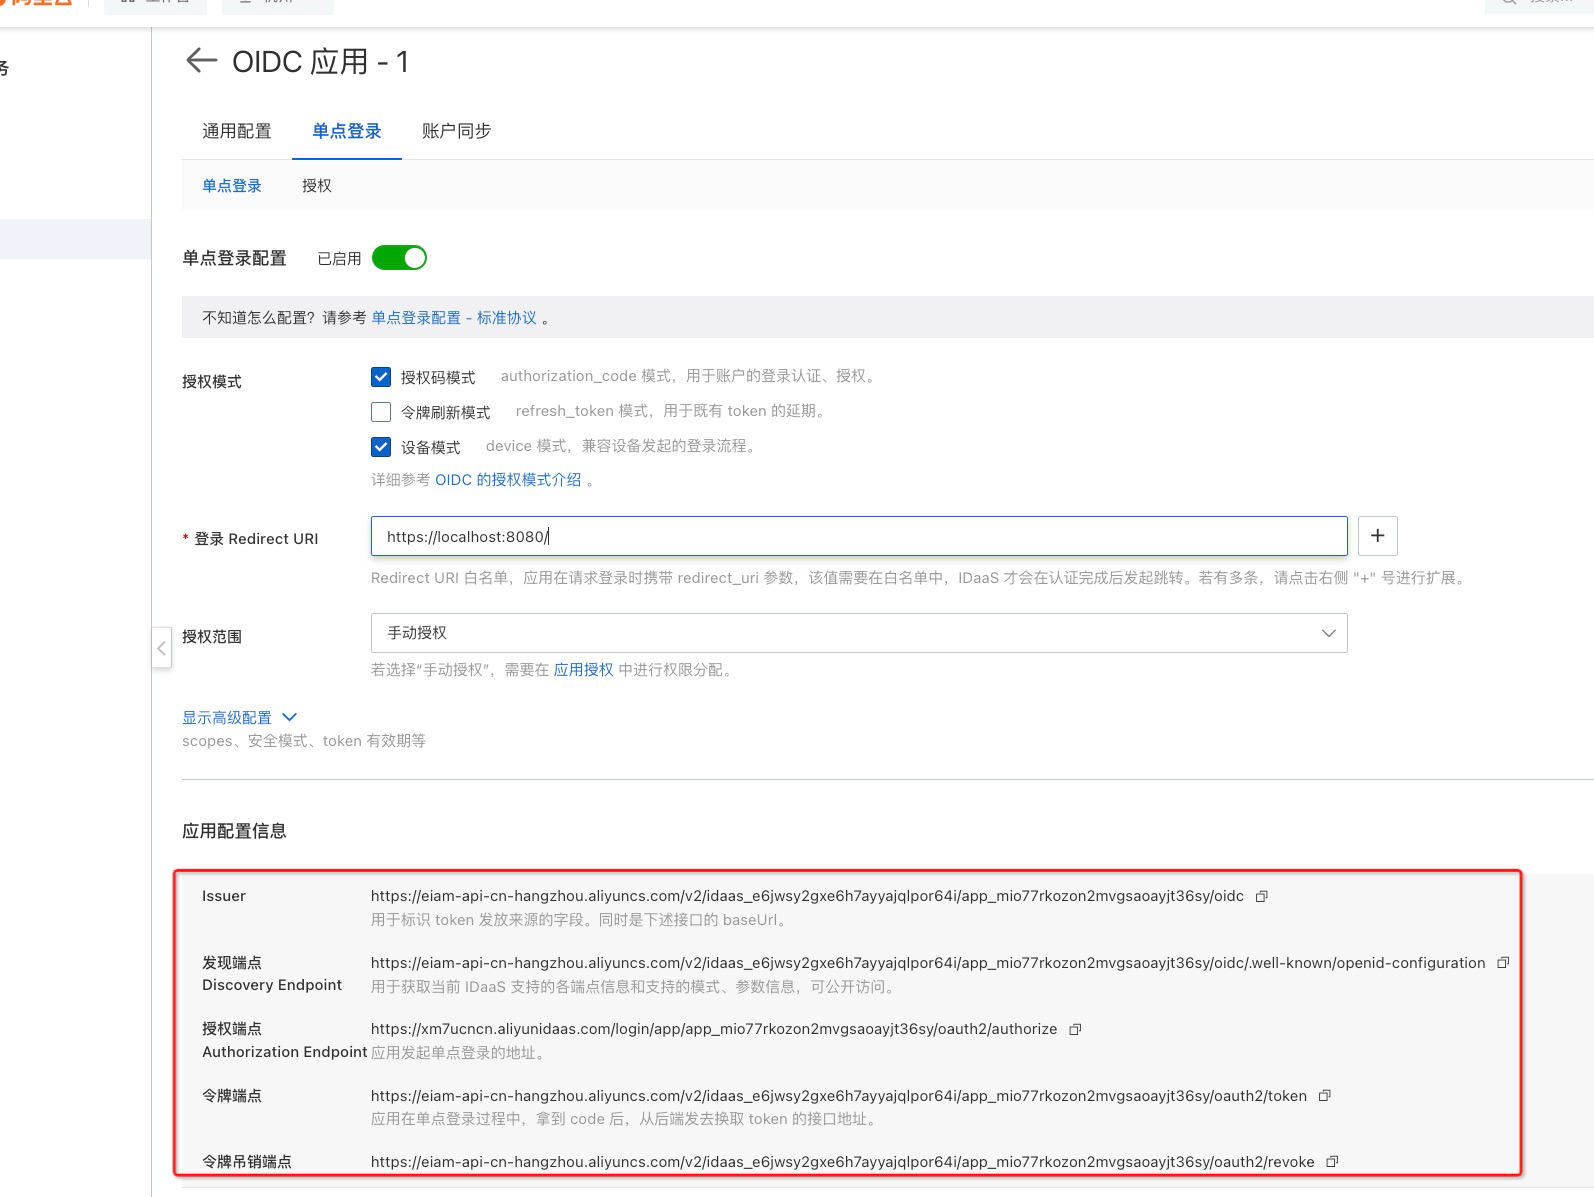 务
OIDC 应用 - 1
通用配置 单点登录 账户同步
单点登录 授权
单点登录配置 已启用
不知道怎么配置？请参考 单点登录配置 - 标准协议 。
授权模式
授权码模式 authorization_code 模式，用于账户的登录认证、授权。
令牌刷新模式 refresh_token 模式，用于既有 token 的延期。
设备模式 device 模式，兼容设备发起的登录流程。
详细参考 OIDC 的授权模式介绍 。
* 登录 Redirect URI https://localhost:8080/ +
Redirect URI 白名单，应用在请求登录时携带 redirect_uri 参数，该值需要在白名单中，IDaaS 才会在认证完成后发起跳转。若有多条，请点击右侧 "+" 号进行扩展。
授权范围 手动授权
若选择“手动授权”，需要在 应用授权 中进行权限分配。
显示高级配置
scopes、安全模式、token 有效期等
应用配置信息
Issuer https://eiam-api-cn-hangzhou.aliyuncs.com/v2/idaas_e6jwsy2gxe6h7ayyajqlpor64i/app_mio77rkozon2mvgsaoayjt36sy/oidc
用于标识 token 发放来源的字段。同时是下述接口的 baseUrl。
发现端点 https://eiam-api-cn-hangzhou.aliyuncs.com/v2/idaas_e6jwsy2gxe6h7ayyajqlpor64i/app_mio77rkozon2mvgsaoayjt36sy/oidc/.well-known/openid-configuration
Discovery Endpoint 用于获取当前 IDaaS 支持的各端点信息和支持的模式、参数信息，可公开访问。
授权端点 https://xm7ucncn.aliyunidaas.com/login/app/app_mio77rkozon2mvgsaoayjt36sy/oauth2/authorize
Authorization Endpoint 应用发起单点登录的地址。
令牌端点 https://eiam-api-cn-hangzhou.aliyuncs.com/v2/idaas_e6jwsy2gxe6h7ayyajqlpor64i/app_mio77rkozon2mvgsaoayjt36sy/oauth2/token
应用在单点登录过程中，拿到 code 后，从后端发去换取 token 的接口地址。
令牌吊销端点 https://eiam-api-cn-hangzhou.aliyuncs.com/v2/idaas_e6jwsy2gxe6h7ayyajqlpor64i/app_mio77rkozon2mvgsaoayjt36sy/oauth2/revoke